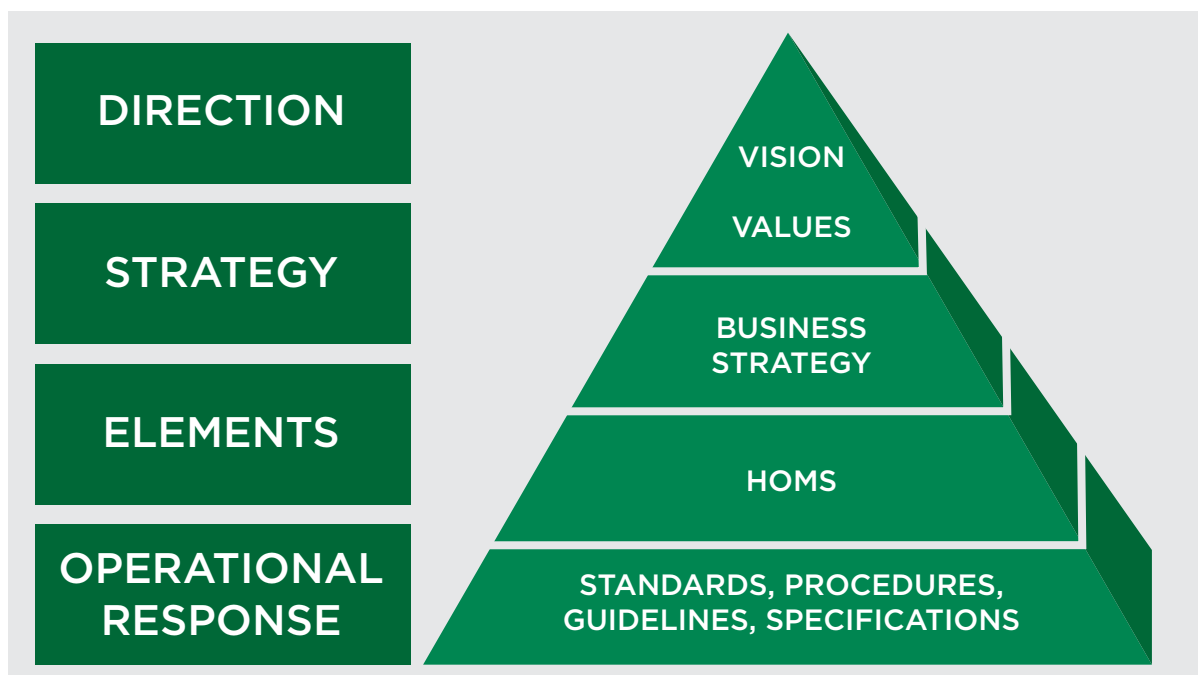 DIRECTION
VISION
VALUES
STRATEGY
BUSINESS
STRATEGY
ELEMENTS
HOMS
OPERATIONAL
RESPONSE
STANDARDS, PROCEDURES,
GUIDELINES, SPECIFICATIONS